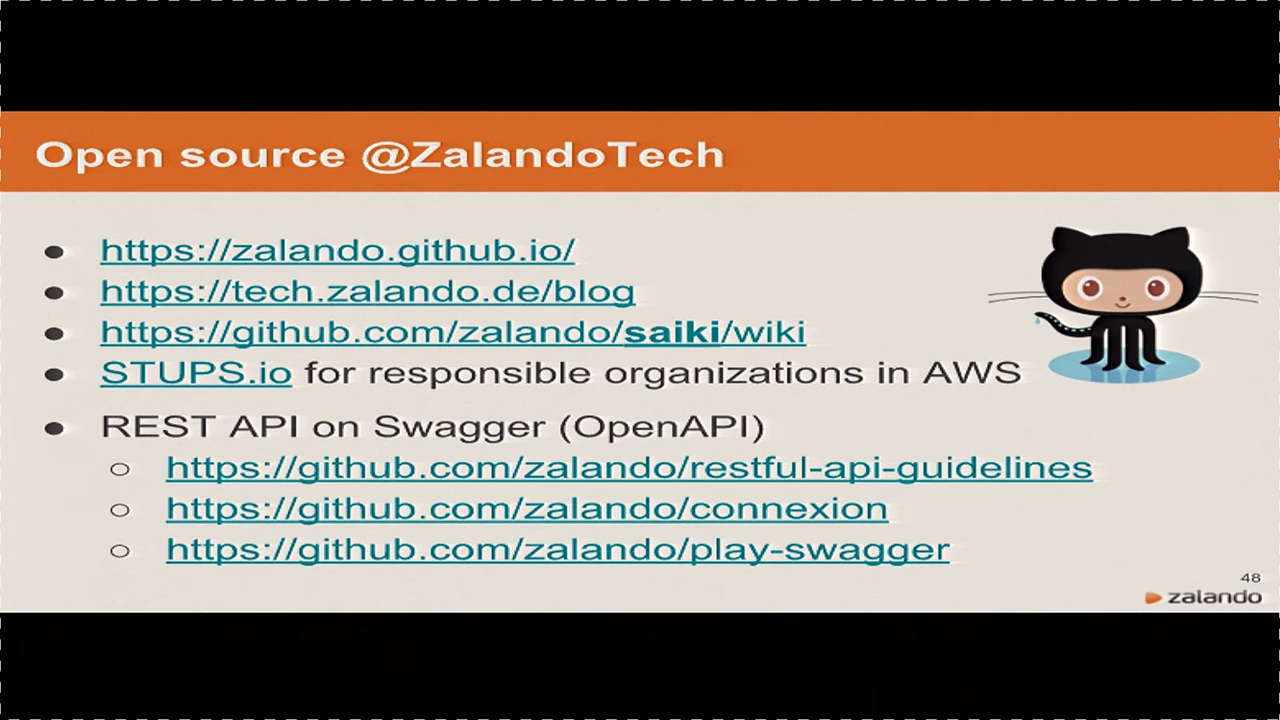 Open source @ZalandoTech
● https://zalando.github.io/
● https://tech.zalando.de/blog
● https://github.com/zalando/saiki/wiki
● STUPS.io for responsible organizations in AWS
● REST API on Swagger (OpenAPI)
○ https://github.com/zalando/restful-api-guidelines
○ https://github.com/zalando/connexion
○ https://github.com/zalando/play-swagger
48
zalando